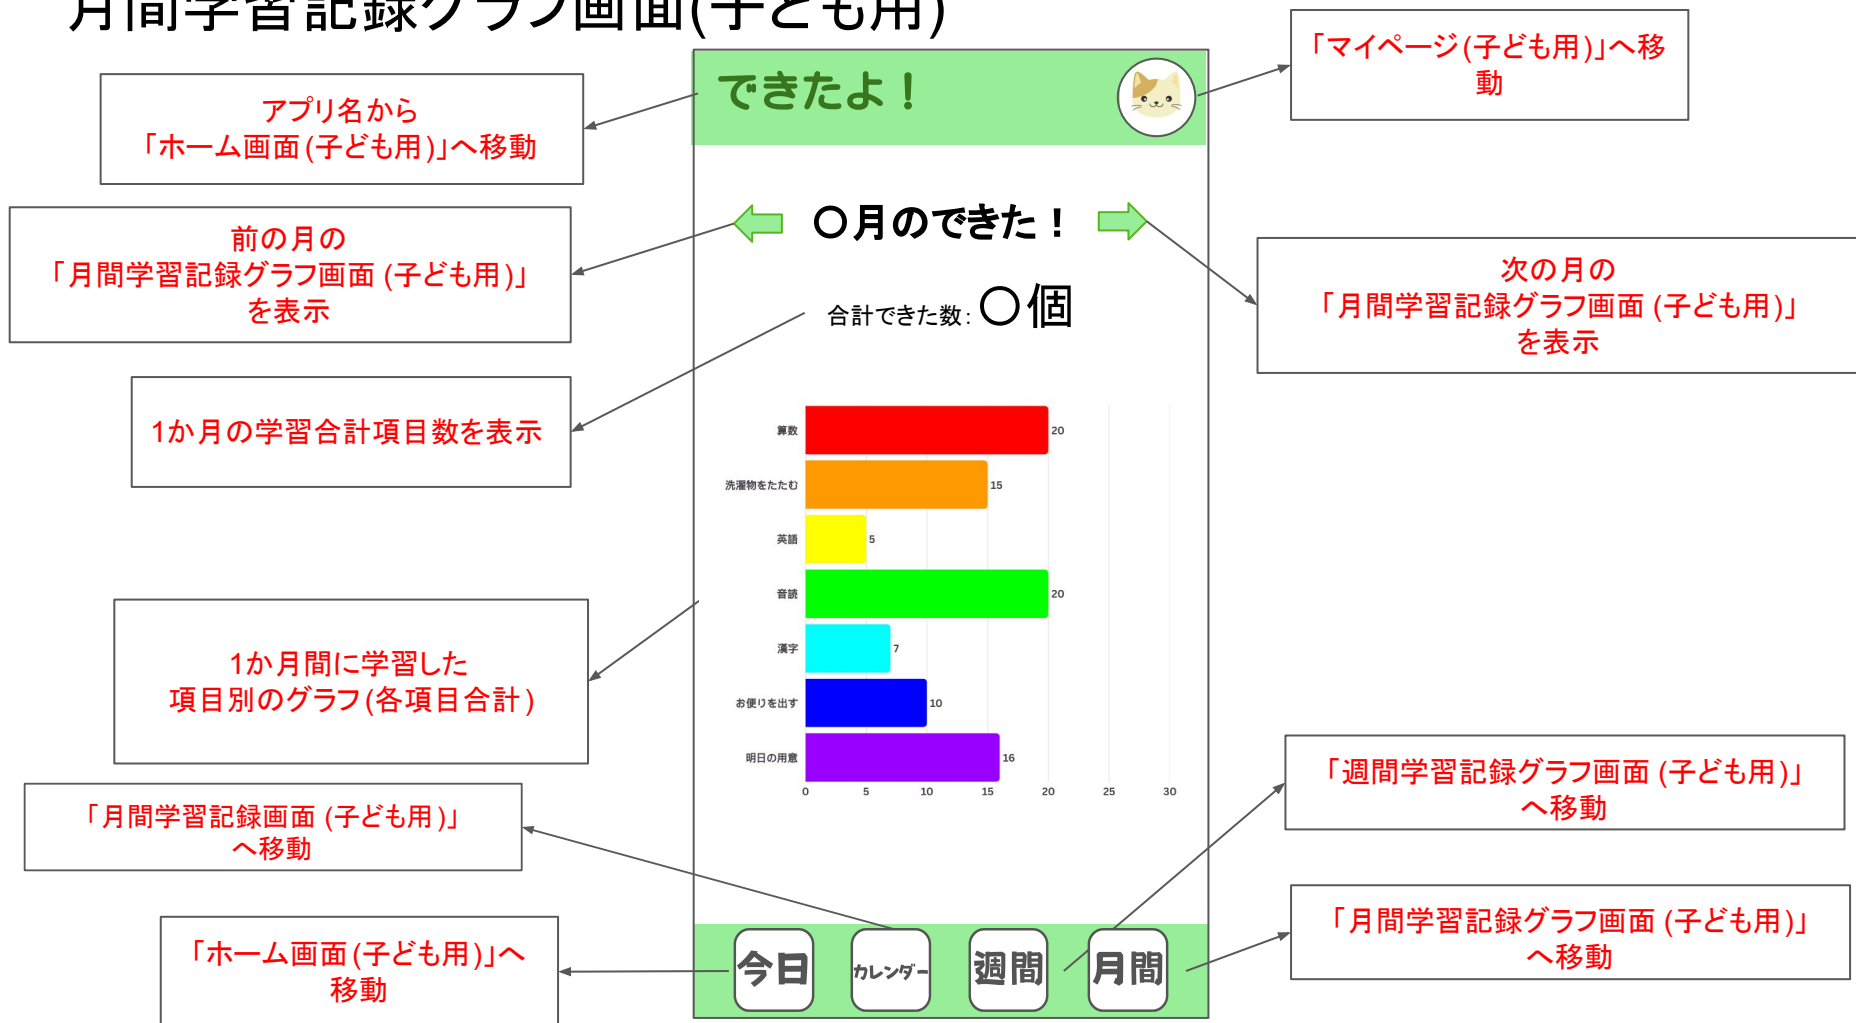 月間学習記録グラフ画面(子ども用)
「マイページ(子ども用)」へ移
動
できたよ！
アプリ名から
「ホーム画面(子ども用)」へ移動
前の月の
「月間学習記録グラフ画面(子ども用)」
を表示
〇月のできた！
次の月の
「月間学習記録グラフ画面(子ども用)」
を表示
合計できた数:〇個
1か月の学習合計項目数を表示
算数 20
洗濯物をたたむ 15
英語 5
音読 20
漢字 7
お便りを出す 10
明日の用意 16
0 5 10 15 20 25 30
1か月間に学習した
項目別のグラフ(各項目合計)
「週間学習記録グラフ画面(子ども用)」
へ移動
「月間学習記録画面(子ども用)」
へ移動
「月間学習記録グラフ画面(子ども用)」
へ移動
「ホーム画面(子ども用)」へ
移動
今日 カレンダー 週間 月間